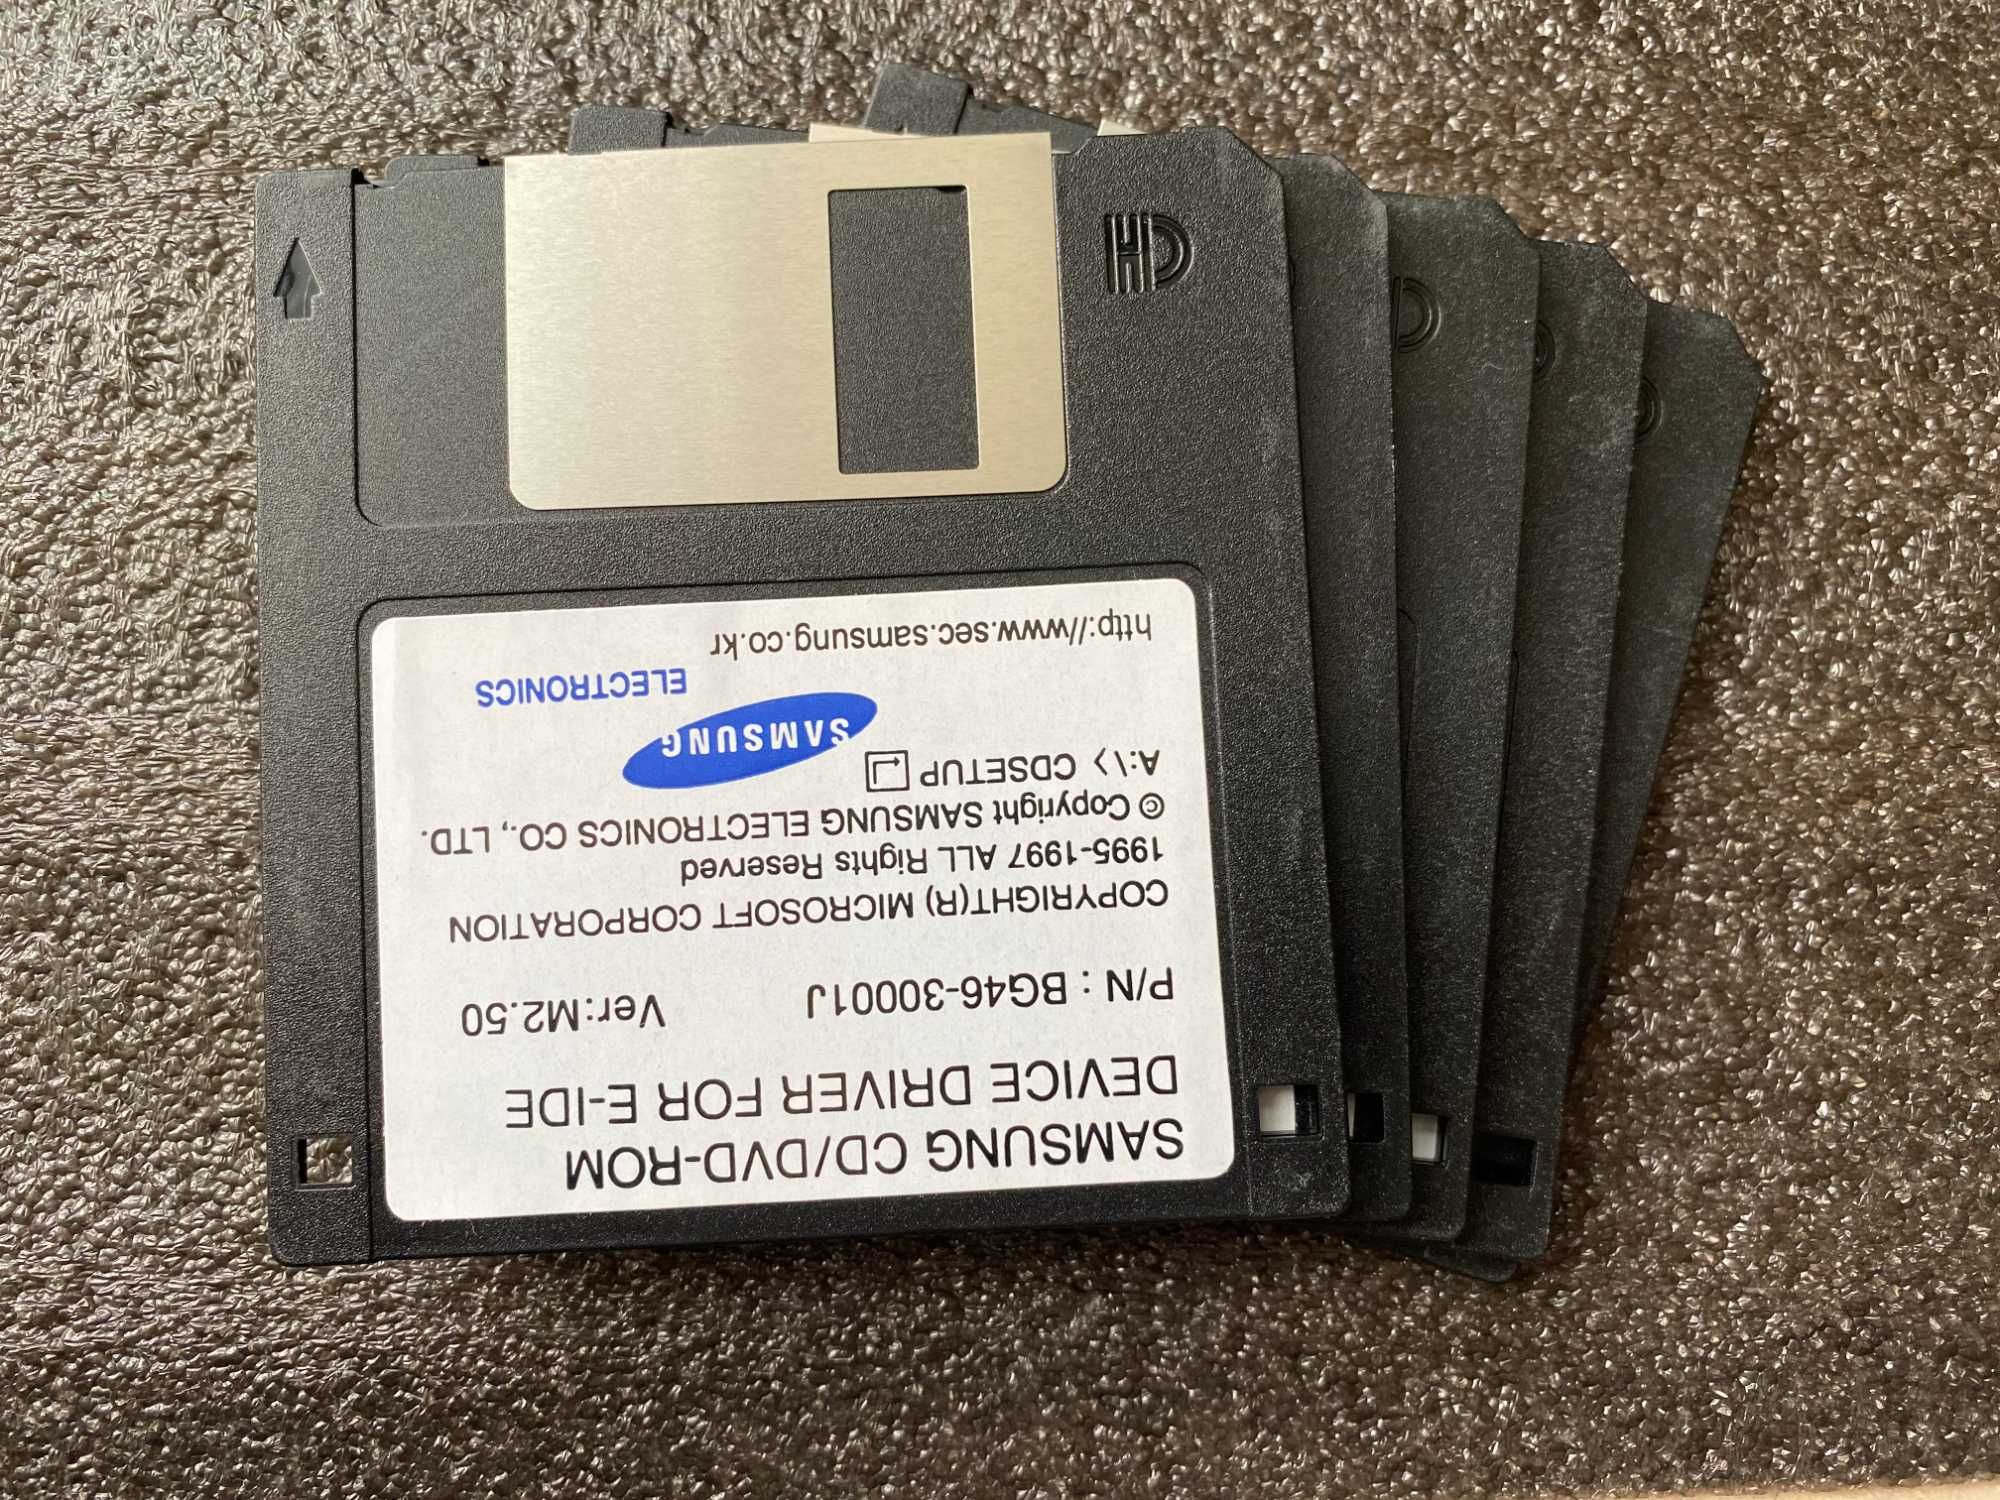 SAMSUNG CD/DVD-ROM
DEVICE DRIVER FOR E-IDE
P/N : BG46-30001J Ver:M2.50
COPYRIGHT(R) MICROSOFT CORPORATION
1995-1997 ALL Rights Reserved
© Copyright SAMSUNG ELECTRONICS CO., LTD.
A:\> CDSETUP ↵
SAMSUNG
ELECTRONICS
http://www.sec.samsung.co.kr
HD